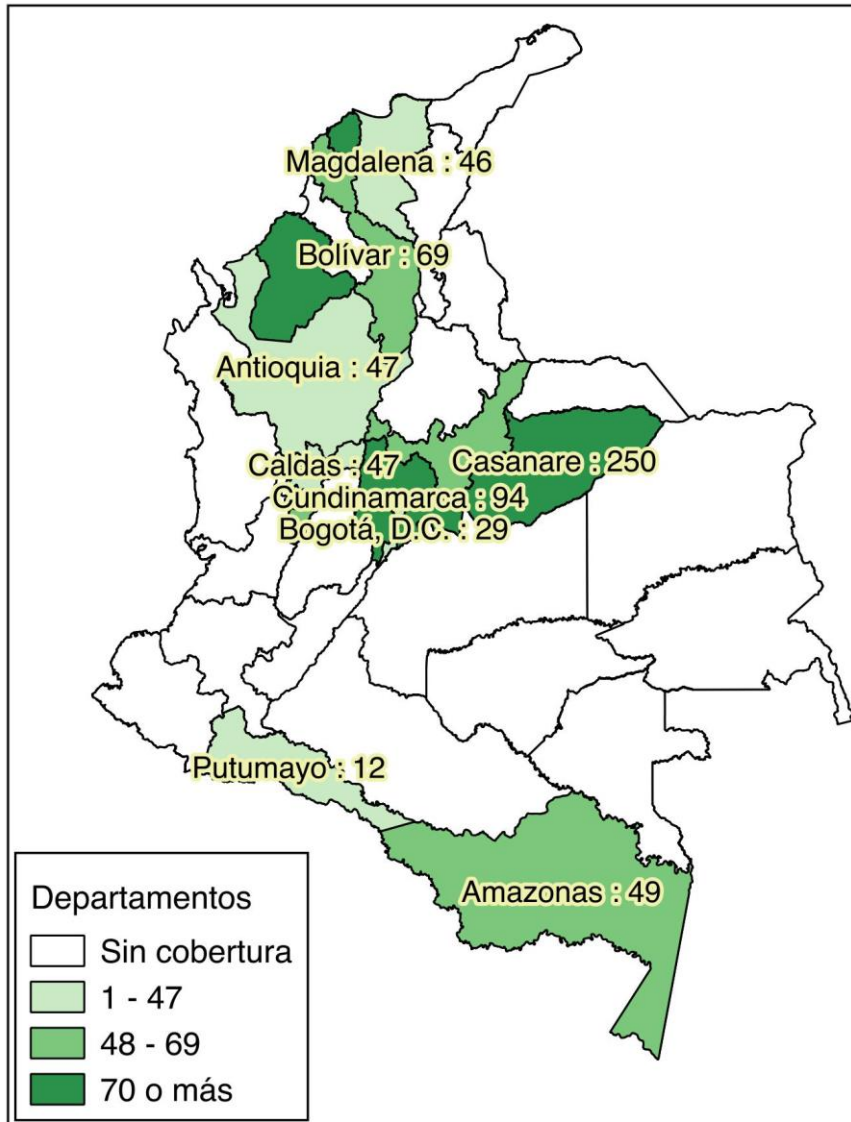 Magdalena : 46
Bolívar : 69
Antioquia : 47
Caldas : 47
Casanare : 250
Cundinamarca : 94
Bogotá, D.C. : 29
Putumayo : 12
Amazonas : 49
Departamentos
Sin cobertura
1 - 47
48 - 69
70 o más